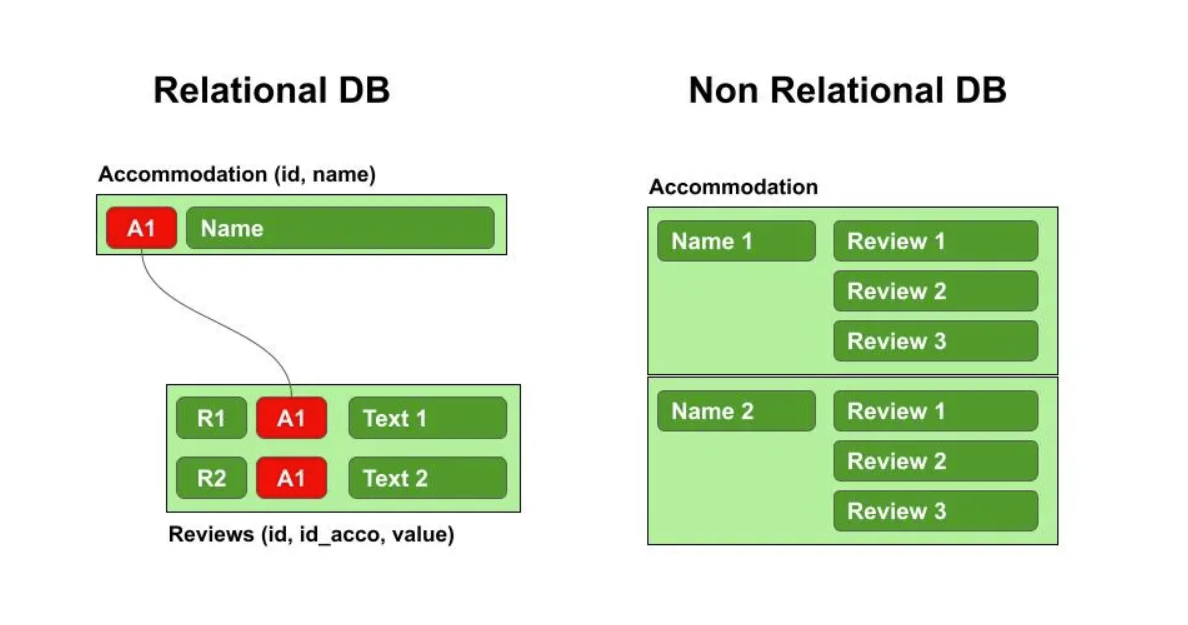 Relational DB
Accommodation (id, name)
A1 Name
R1 A1 Text 1
R2 A1 Text 2
Reviews (id, id_acco, value)
Non Relational DB
Accommodation
Name 1 Review 1
Review 2
Review 3
Name 2 Review 1
Review 2
Review 3